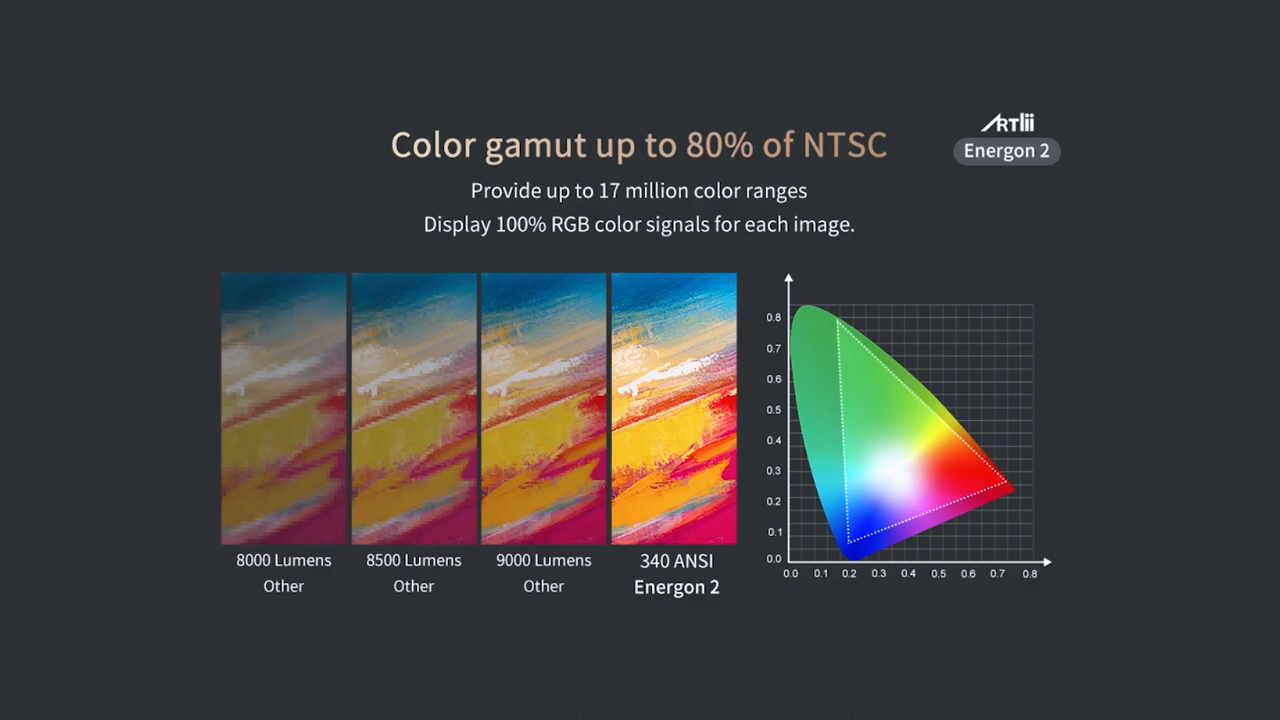 Color gamut up to 80% of NTSC
ARTlii
Energon 2
Provide up to 17 million color ranges
Display 100% RGB color signals for each image.
8000 Lumens
Other
8500 Lumens
Other
9000 Lumens
Other
340 ANSI
Energon 2
0.8
0.7
0.6
0.5
0.4
0.3
0.2
0.1
0.0
0.0 0.1 0.2 0.3 0.4 0.5 0.6 0.7 0.8